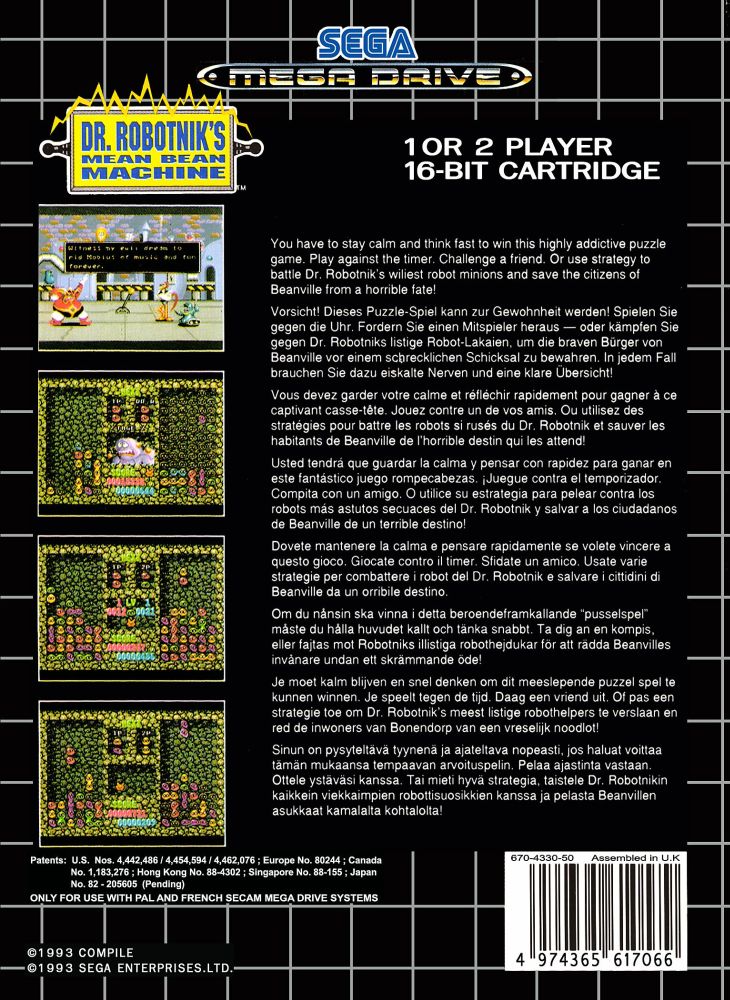 SEGA
MEGA DRIVE
DR. ROBOTNIK'S
MEAN BEAN
MACHINE
TM
1 OR 2 PLAYER
16-BIT CARTRIDGE
Witness my evil dreams to
rid Mobius of music and fun
forever.
You have to stay calm and think fast to win this highly addictive puzzle
game. Play against the timer. Challenge a friend. Or use strategy to
battle Dr. Robotnik's wiliest robot minions and save the citizens of
Beanville from a horrible fate!
Vorsicht! Dieses Puzzle-Spiel kann zur Gewohnheit werden! Spielen Sie
gegen die Uhr. Fordern Sie einen Mitspieler heraus — oder kämpfen Sie
gegen Dr. Robotniks listige Robot-Lakaien, um die braven Bürger von
Beanville vor einem schrecklichen Schicksal zu bewahren. In jedem Fall
brauchen Sie dazu eiskalte Nerven und eine klare Übersicht!
Vous devez garder votre calme et réfléchir rapidement pour gagner à ce
captivant casse-tête. Jouez contre un de vos amis. Ou utilisez des
stratégies pour battre les robots si rusés du Dr. Robotnik et sauver les
habitants de Beanville de l'horrible destin qui les attend!
Usted tendrá que guardar la calma y pensar con rapidez para ganar en
este fantástico juego rompecabezas. ¡Juegue contra el temporizador.
Compita con un amigo. O utilice su estrategia para pelear contra los
robots más astutos secuaces del Dr. Robotnik y salvar a los ciudadanos
de Beanville de un terrible destino!
Dovete mantenere la calma e pensare rapidamente se volete vincere a
questo gioco. Giocate contro il timer. Sfidate un amico. Usate varie
strategie per combattere i robot del Dr. Robotnik e salvare i cittidini di
Beanville da un orribile destino.
Om du nånsin ska vinna i detta beroendeframkallande "pusselspel"
måste du hålla huvudet kallt och tänka snabbt. Ta dig an en kompis,
eller fajtas mot Robotniks illistiga robothejdukar för att rädda Beanvilles
invånare undan ett skrämmande öde!
Je moet kalm blijven en snel denken om dit meeslepende puzzel spel te
kunnen winnen. Je speelt tegen de tijd. Daag een vriend uit. Of pas een
strategie toe om Dr. Robotnik's meest listige robothelpers te verslaan en
red de inwoners van Bonendorp van een vreselijk noodlot!
Sinun on pysyteltävä tyynenä ja ajateltava nopeasti, jos haluat voittaa
tämän mukaansa tempaavan arvoituspelin. Pelaa ajastinta vastaan.
Ottele ystäväsi kanssa. Tai mieti hyvä strategia, taistele Dr. Robotnikin
kaikkein viekkaimpien robottisuosikkien kanssa ja pelasta Beanvillen
asukkaat kamalalta kohtalolta!
Patents: U.S. Nos. 4,442,486 / 4,454,594 / 4,462,076 ; Europe No. 80244 ; Canada
No. 1,183,276 ; Hong Kong No. 88-4302 ; Singapore No. 88-155 ; Japan
No. 82 - 205605 (Pending)
ONLY FOR USE WITH PAL AND FRENCH SECAM MEGA DRIVE SYSTEMS
670-4330-50 Assembled in U.K
4 974365 617066
©1993 COMPILE
©1993 SEGA ENTERPRISES.LTD.